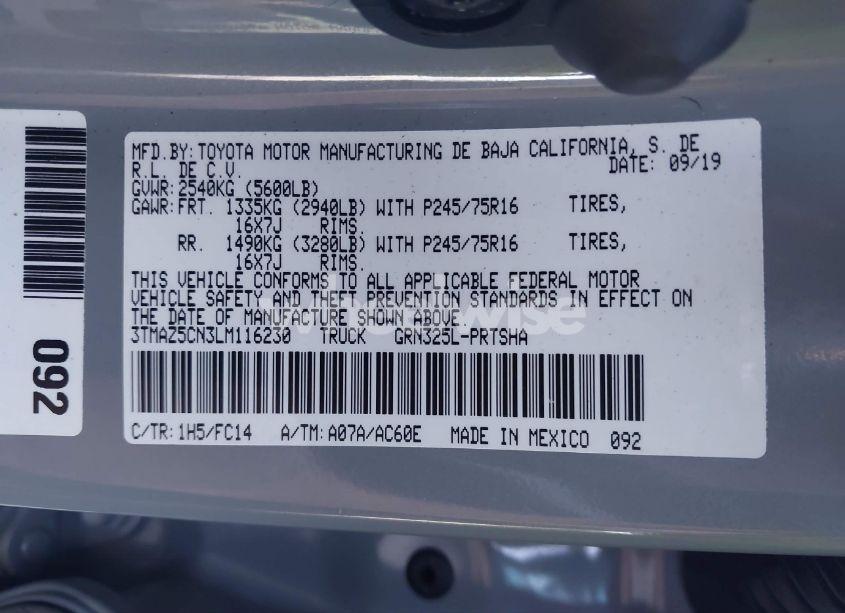 MFD.BY: TOYOTA MOTOR MANUFACTURING DE BAJA CALIFORNIA, S. DE
R.L. DE C.V. DATE: 09/19
GVWR: 2540KG (5600LB)
GAWR: FRT. 1335KG (2940LB) WITH P245/75R16 TIRES,
16X7J RIMS.
RR. 1490KG (3280LB) WITH P245/75R16 TIRES,
16X7J RIMS.
THIS VEHICLE CONFORMS TO ALL APPLICABLE FEDERAL MOTOR
VEHICLE SAFETY AND THEFT PREVENTION STANDARDS IN EFFECT ON
THE DATE OF MANUFACTURE SHOWN ABOVE.
3TMAZ5CN3LM116230 TRUCK GRN325L-PRTSHA
C/TR: 1H5/FC14 A/TM: A07A/AC60E MADE IN MEXICO 092
092